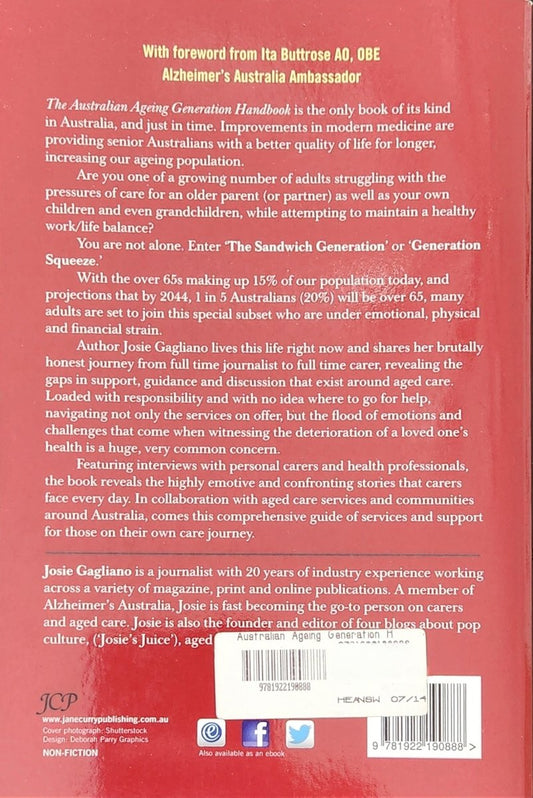 With foreword from Ita Buttrose AO, OBE
Alzheimer's Australia Ambassador
The Australian Ageing Generation Handbook is the only book of its kind
in Australia, and just in time. Improvements in modern medicine are
providing senior Australians with a better quality of life for longer,
increasing our ageing population.
Are you one of a growing number of adults struggling with the
pressures of care for an older parent (or partner) as well as your own
children and even grandchildren, while attempting to maintain a healthy
work/life balance?
You are not alone. Enter 'The Sandwich Generation' or 'Generation
Squeeze.'
With the over 65s making up 15% of our population today, and
projections that by 2044, 1 in 5 Australians (20%) will be over 65, many
adults are set to join this special subset who are under emotional, physical
and financial strain.
Author Josie Gagliano lives this life right now and shares her brutally
honest journey from full time journalist to full time carer, revealing the
gaps in support, guidance and discussion that exist around aged care.
Loaded with responsibility and with no idea where to go for help,
navigating not only the services on offer, but the flood of emotions and
challenges that come when witnessing the deterioration of a loved one's
health is a huge, very common concern.
Featuring interviews with personal carers and health professionals,
the book reveals the highly emotive and confronting stories that carers
face every day. In collaboration with aged care services and communities
around Australia, comes this comprehensive guide of services and support
for those on their own care journey.
Josie Gagliano is a journalist with 20 years of industry experience working
across a variety of magazine, print and online publications. A member of
Alzheimer's Australia, Josie is fast becoming the go-to person on carers
and aged care. Josie is also the founder and editor of four blogs about pop
culture, ('Josie's Juice'), aged
Australian Ageing Generation H
9781922190888
HEANSW 07/14
JCP
www.janecurrypublishing.com.au
Cover photograph: Shutterstock
Design: Deborah Parry Graphics
NON-FICTION
Also available as an ebook
9 781922 190888 >